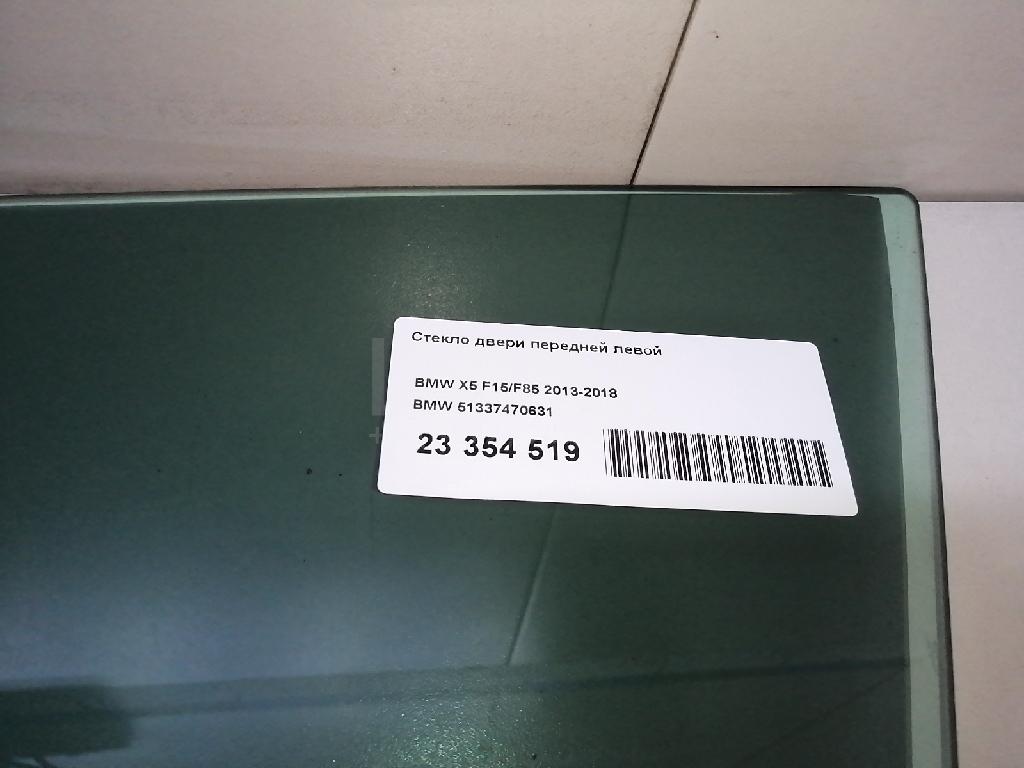 Стекло двери передней левой
BMW X5 F15/F85 2013-2018
BMW 51337470631
23 354 519